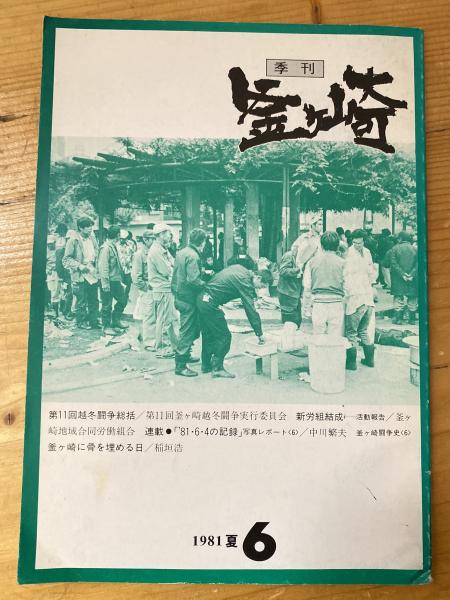 季刊
釜ヶ崎
第11回越冬闘争総括/第11回釜ヶ崎越冬闘争実行委員会 新労組結成!—活動報告/釜ヶ
崎地域合同労働組合 連載●「'81・6・4の記録」写真レポート〈6〉/中川繁夫 釜ヶ崎闘争史〈6〉
釜ヶ崎に骨を埋める日/稲垣浩
1981 夏 6